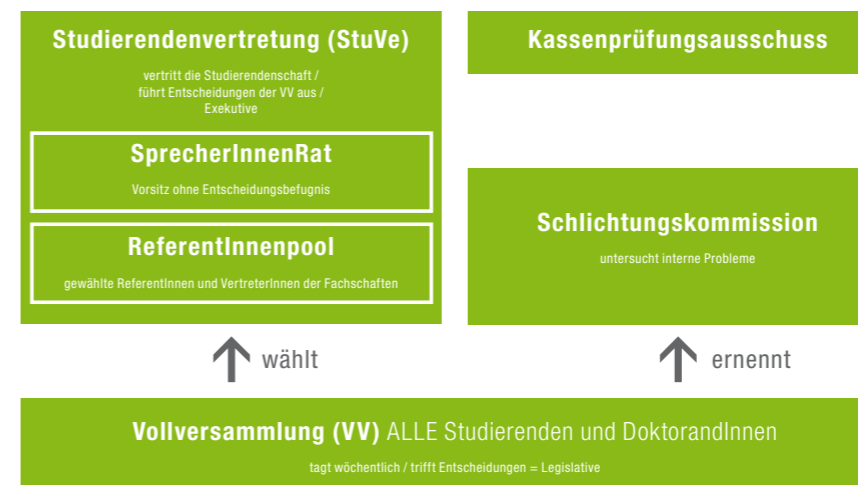 Studierendenvertretung (StuVe)
vertritt die Studierendenschaft /
führt Entscheidungen der VV aus /
Exekutive
SprecherInnenRat
Vorsitz ohne Entscheidungsbefugnis
ReferentInnenpool
gewählte ReferentInnen und VertreterInnen der Fachschaften
Kassenprüfungsausschuss
Schlichtungskommission
untersucht interne Probleme
wählt
ernennt
Vollversammlung (VV) ALLE Studierenden und DoktorandInnen
tagt wöchentlich / trifft Entscheidungen = Legislative